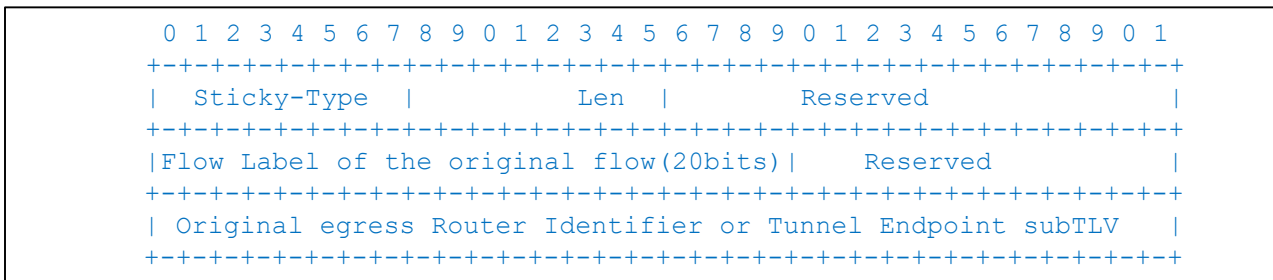 0 1 2 3 4 5 6 7 8 9 0 1 2 3 4 5 6 7 8 9 0 1 2 3 4 5 6 7 8 9 0 1
+-+-+-+-+-+-+-+-+-+-+-+-+-+-+-+-+-+-+-+-+-+-+-+-+-+-+-+-+-+-+-+-+
|  Sticky-Type  |          Len  |        Reserved               |
+-+-+-+-+-+-+-+-+-+-+-+-+-+-+-+-+-+-+-+-+-+-+-+-+-+-+-+-+-+-+-+-+
|Flow Label of the original flow(20bits)|    Reserved           |
+-+-+-+-+-+-+-+-+-+-+-+-+-+-+-+-+-+-+-+-+-+-+-+-+-+-+-+-+-+-+-+-+
| Original egress Router Identifier or Tunnel Endpoint subTLV   |
+-+-+-+-+-+-+-+-+-+-+-+-+-+-+-+-+-+-+-+-+-+-+-+-+-+-+-+-+-+-+-+-+